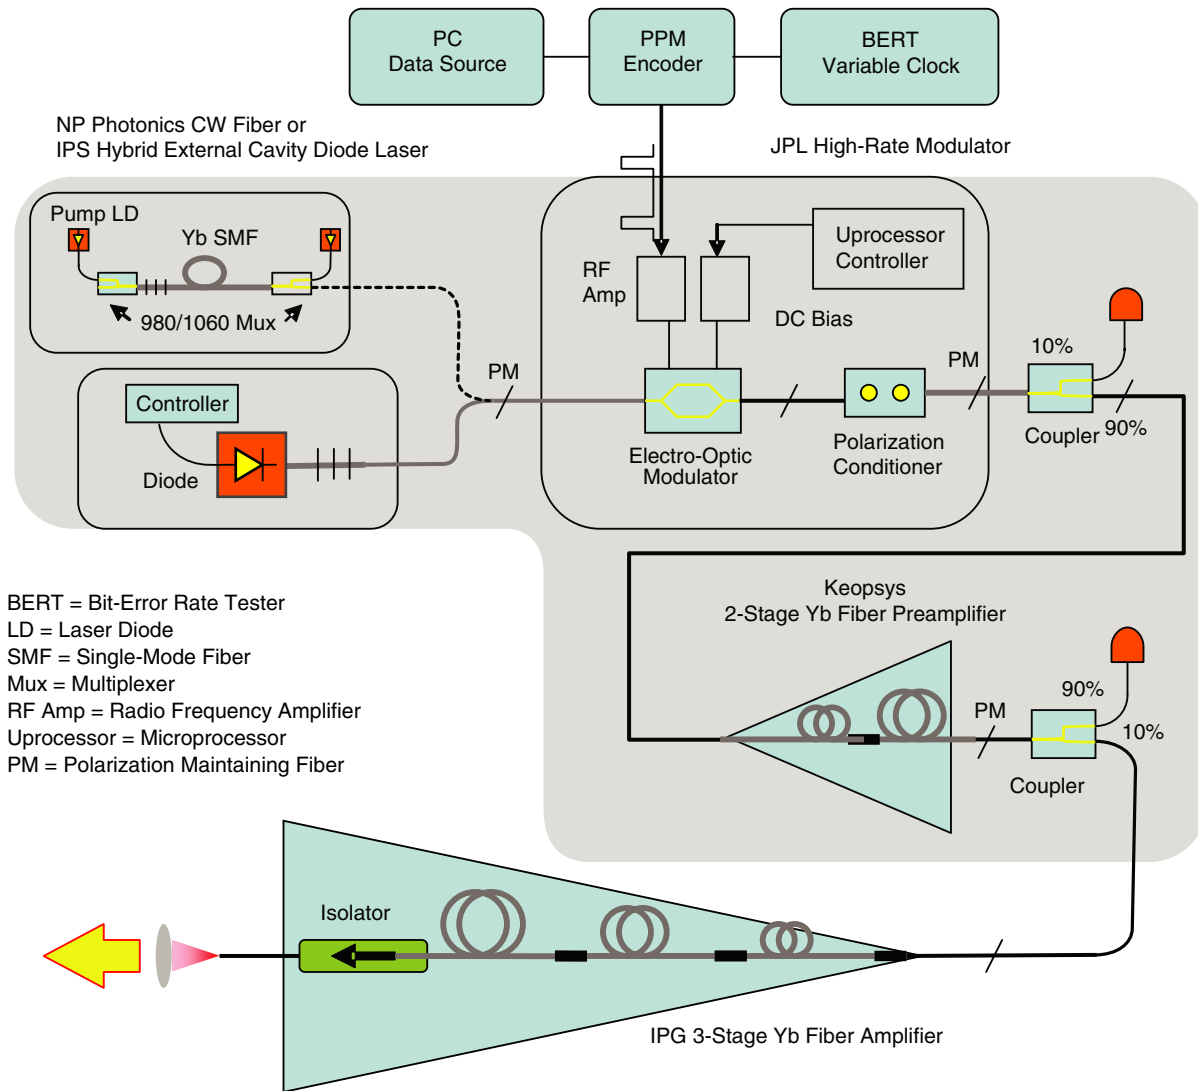 PC
Data Source
PPM
Encoder
BERT
Variable Clock
NP Photonics CW Fiber or
IPS Hybrid External Cavity Diode Laser
JPL High-Rate Modulator
Pump LD
Yb SMF
980/1060 Mux
Uprocessor
Controller
RF
Amp
DC Bias
PM
PM
10%
90%
Coupler
Controller
Diode
Electro-Optic
Modulator
Polarization
Conditioner
Keopsys
2-Stage Yb Fiber Preamplifier
BERT = Bit-Error Rate Tester
LD = Laser Diode
SMF = Single-Mode Fiber
Mux = Multiplexer
RF Amp = Radio Frequency Amplifier
Uprocessor = Microprocessor
PM = Polarization Maintaining Fiber
90%
PM
10%
Coupler
Isolator
IPG 3-Stage Yb Fiber Amplifier